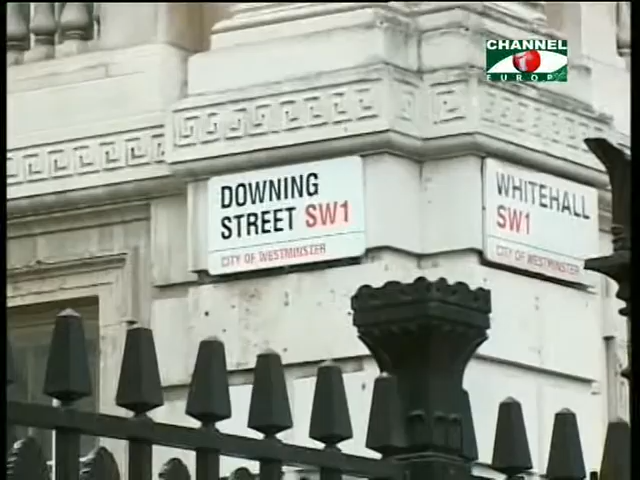 CHANNEL
EUROPE
DOWNING
STREET SW1
CITY OF WESTMINSTER
WHITEHALL
SW1
CITY OF WESTMINSTER